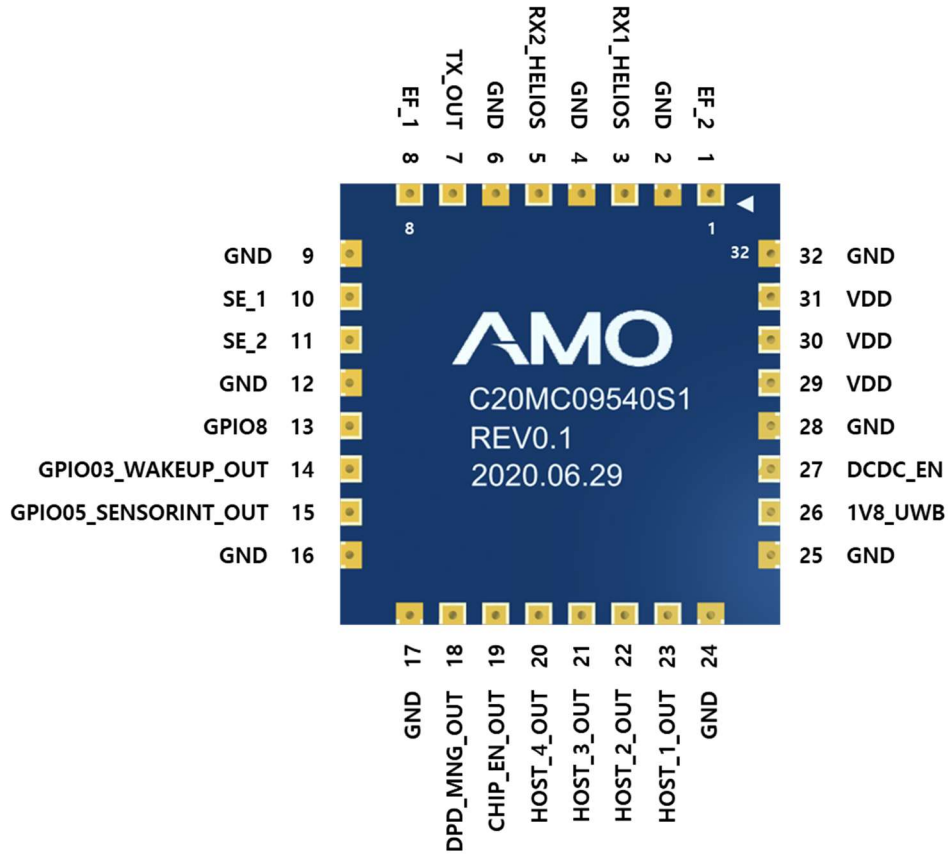 EF_1 TX_OUT GND RX2_HELIOS GND RX1_HELIOS GND EF_2
8 7 6 5 4 3 2 1
8 1
GND 9
SE_1 10
SE_2 11
GND 12
GPIO8 13
GPIO03_WAKEUP_OUT 14
GPIO05_SENSORINT_OUT 15
GND 16
AMO
C20MC09540S1
REV0.1
2020.06.29
32
32 GND
31 VDD
30 VDD
29 VDD
28 GND
27 DCDC_EN
26 1V8_UWB
25 GND
17 18 19 20 21 22 23 24
GND DPD_MNG_OUT CHIP_EN_OUT HOST_4_OUT HOST_3_OUT HOST_2_OUT HOST_1_OUT GND